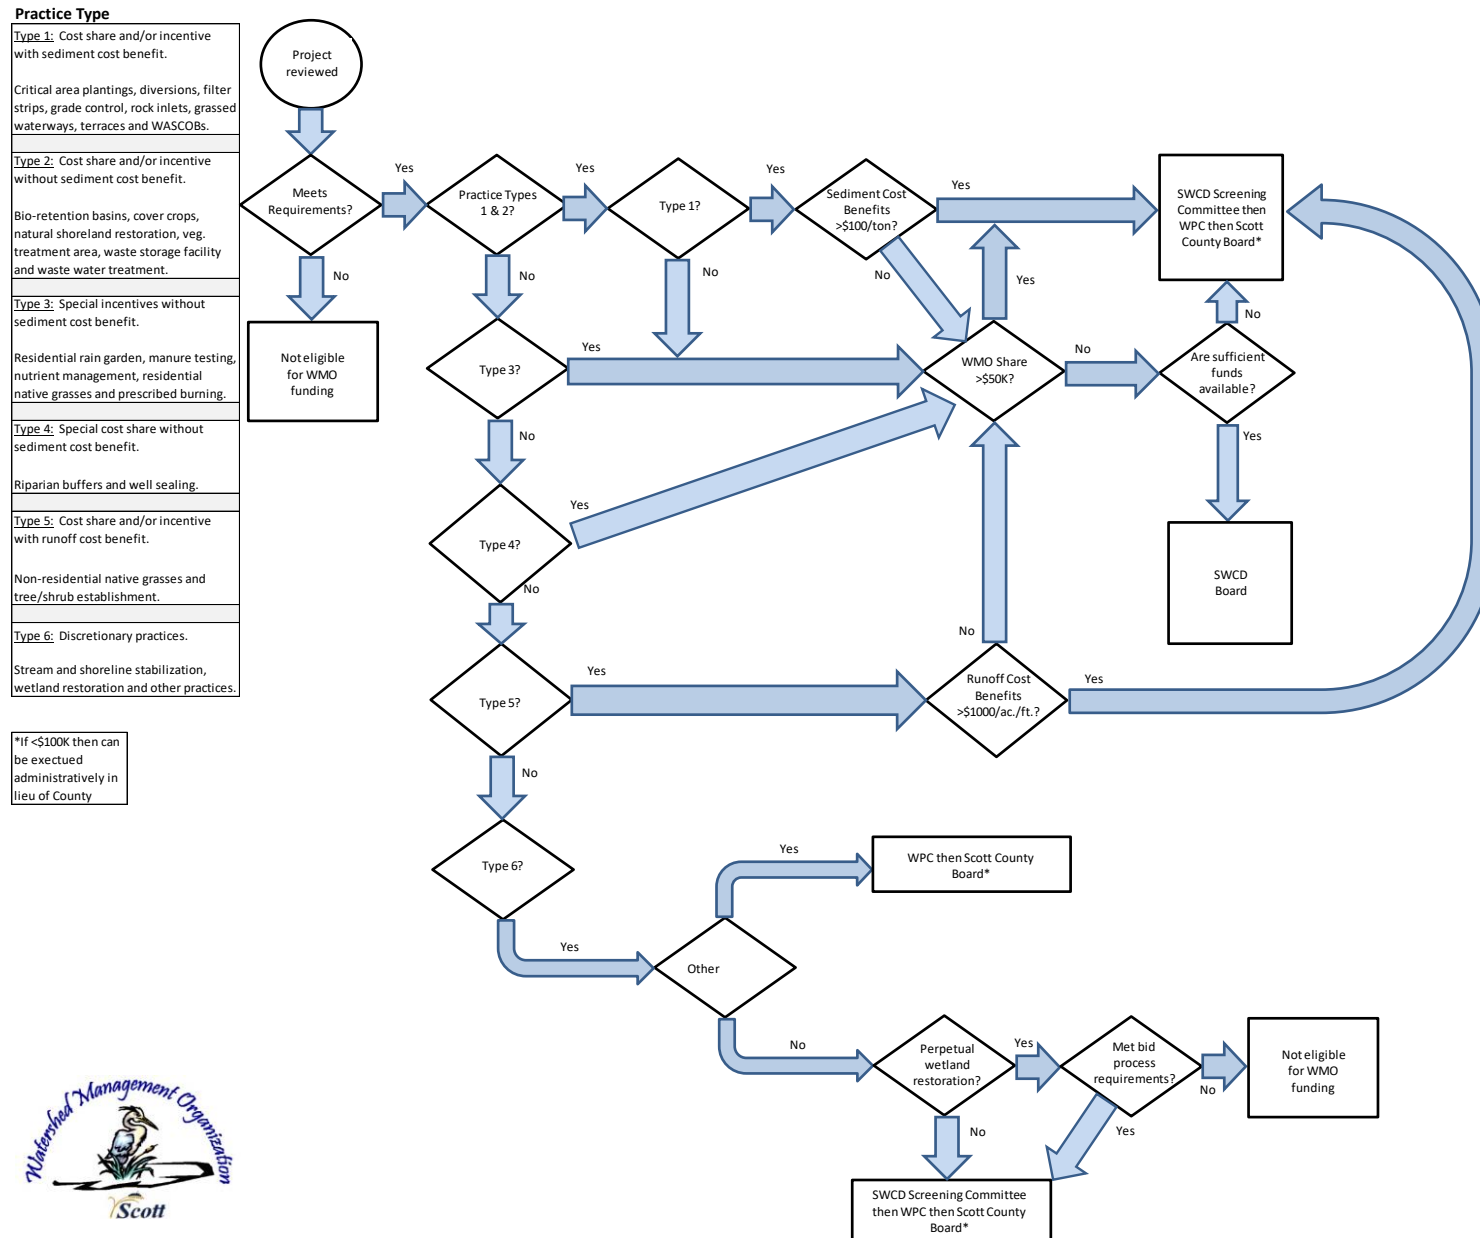 Practice Type
Type 1: Cost share and/or incentive
with sediment cost benefit.
Critical area plantings, diversions, filter
strips, grade control, rock inlets, grassed
waterways, terraces and WASCOBs.
Type 2: Cost share and/or incentive
without sediment cost benefit.
Bio-retention basins, cover crops,
natural shoreland restoration, veg.
treatment area, waste storage facility
and waste water treatment.
Type 3: Special incentives without
sediment cost benefit.
Residential rain garden, manure testing,
nutrient management, residential
native grasses and prescribed burning.
Type 4: Special cost share without
sediment cost benefit.
Riparian buffers and well sealing.
Type 5: Cost share and/or incentive
with runoff cost benefit.
Non-residential native grasses and
tree/shrub establishment.
Type 6: Discretionary practices.
Stream and shoreline stabilization,
wetland restoration and other practices.
*If <$100K then can
be exectued
administratively in
lieu of County
Project
reviewed
Meets
Requirements?
Yes
No
Not eligible
for WMO
funding
Practice Types
1 & 2?
Yes
No
Type 1?
Yes
No
Sediment Cost
Benefits
>$100/ton?
Yes
No
SWCD Screening
Committee then
WPC then Scott
County Board*
Type 3?
Yes
No
WMO Share
>$50K?
Yes
No
Are sufficient
funds
available?
No
Yes
SWCD
Board
Type 4?
Yes
No
Type 5?
Yes
No
Runoff Cost
Benefits
>$1000/ac./ft.?
No
Yes
Type 6?
Yes
Other
Yes
No
WPC then Scott County
Board*
Perpetual
wetland
restoration?
Yes
No
Met bid
process
requirements?
No
Yes
Not eligible
for WMO
funding
SWCD Screening Committee
then WPC then Scott County
Board*
Watershed Management Organization
Scott